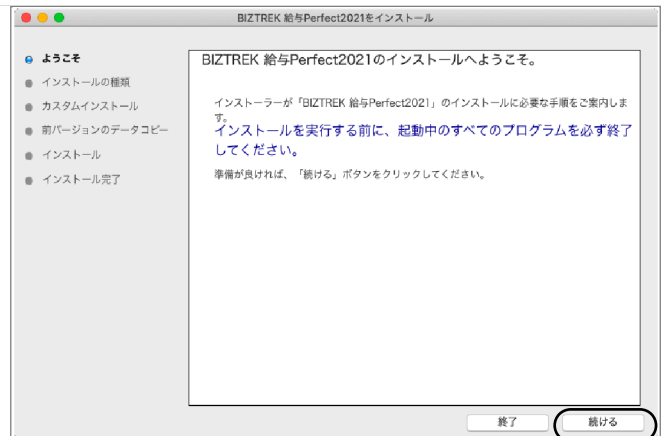 BIZTREK 給与Perfect2021をインストール
ようこそ
インストールの種類
カスタムインストール
前バージョンのデータコピー
インストール
インストール完了
BIZTREK 給与Perfect2021のインストールへようこそ。
インストーラーが「BIZTREK 給与Perfect2021」のインストールに必要な手順をご案内しま
す。
インストールを実行する前に、起動中のすべてのプログラムを必ず終了
してください。
準備が良ければ、「続ける」ボタンをクリックしてください。
終了
続ける